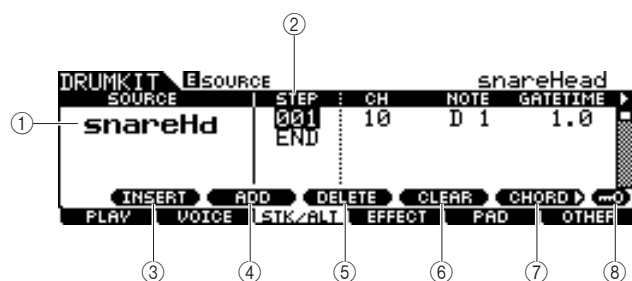 ②
DRUMKIT E SOURCE snareHead
SOURCE STEP CH NOTE GATETIME
① snareHd 001 10 D 1 1.0
END
INSERT ADD DELETE CLEAR CHORD
PLAY VOICE STK/ALT EFFECT PAD OTHER
③ ④ ⑤ ⑥ ⑦ ⑧